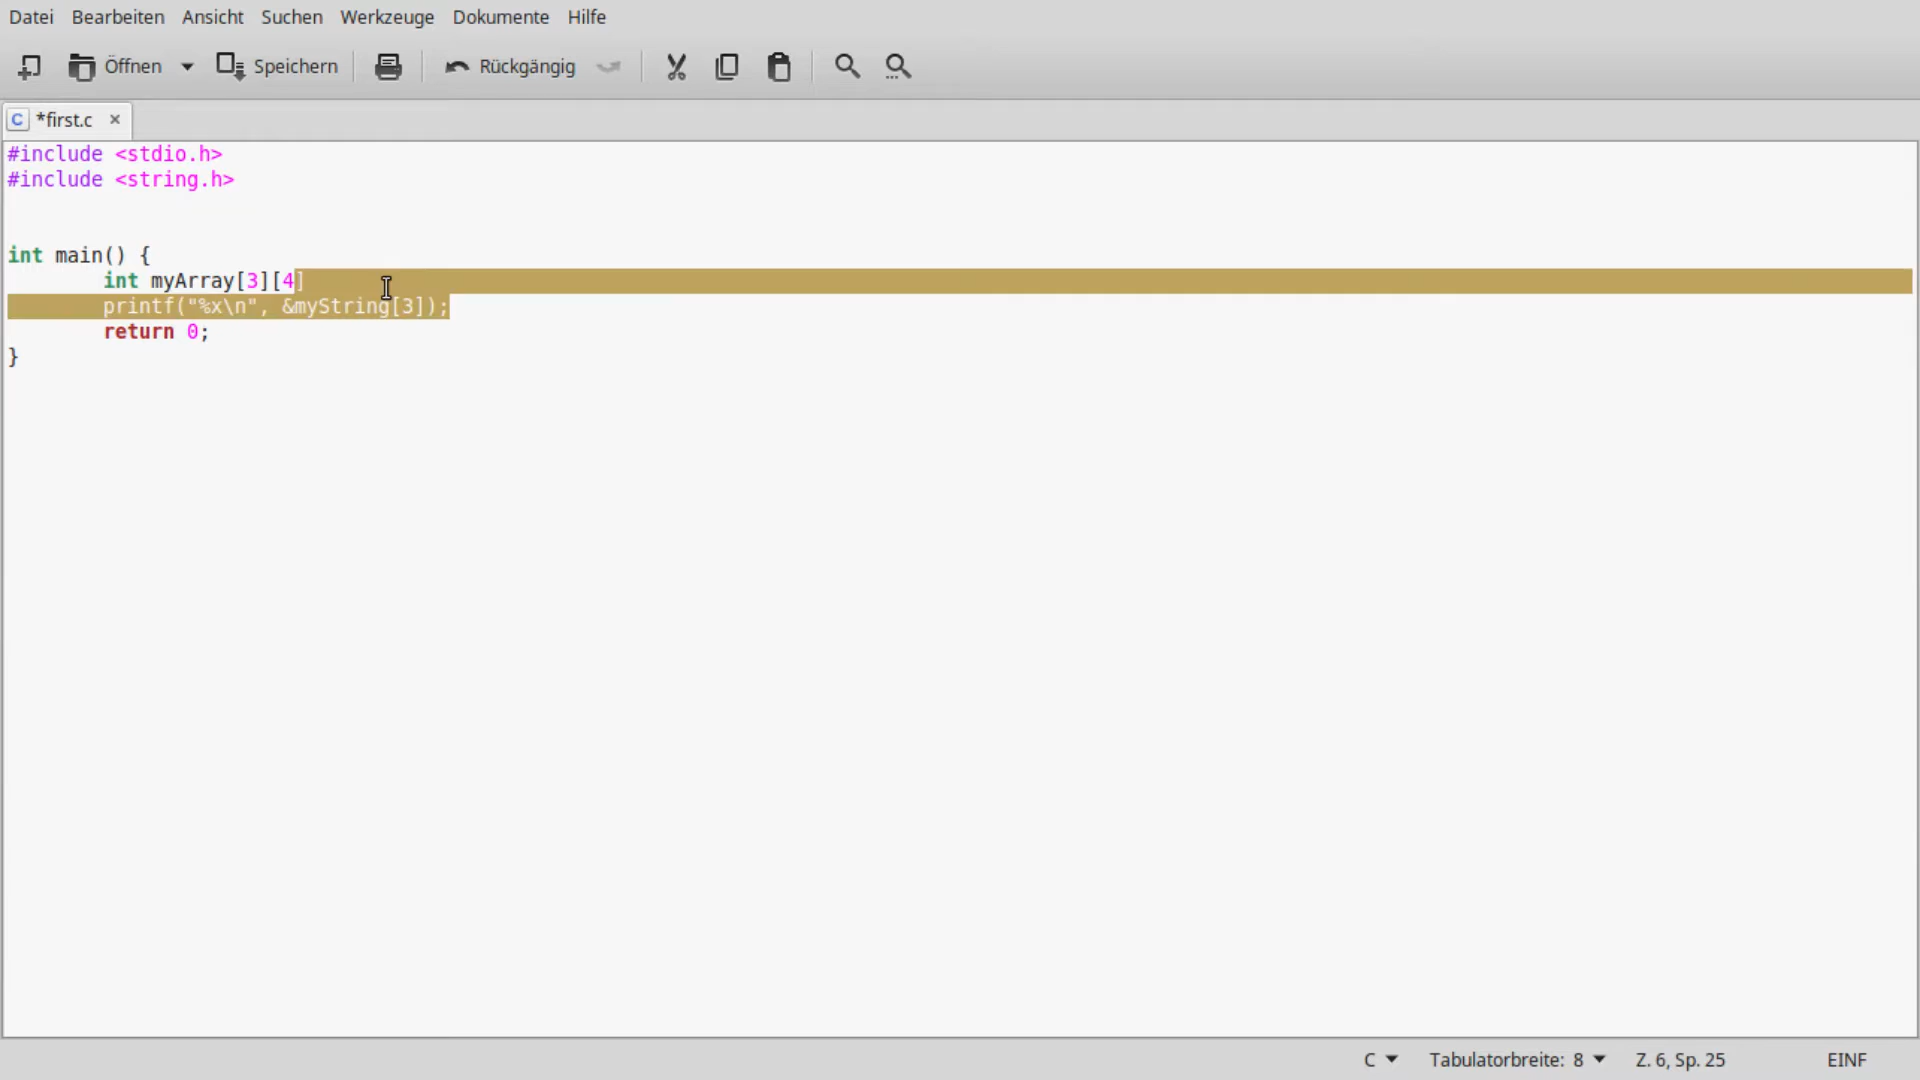 Datei Bearbeiten Ansicht Suchen Werkzeuge Dokumente Hilfe
Öffnen Speichern Rückgängig
C *first.c ×
#include <stdio.h>
#include <string.h>
int main() {
int myArray[3][4]
printf("%x\n", &myString[3]);
return 0;
}
C Tabulatorbreite: 8 Z. 6, Sp. 25 EINF